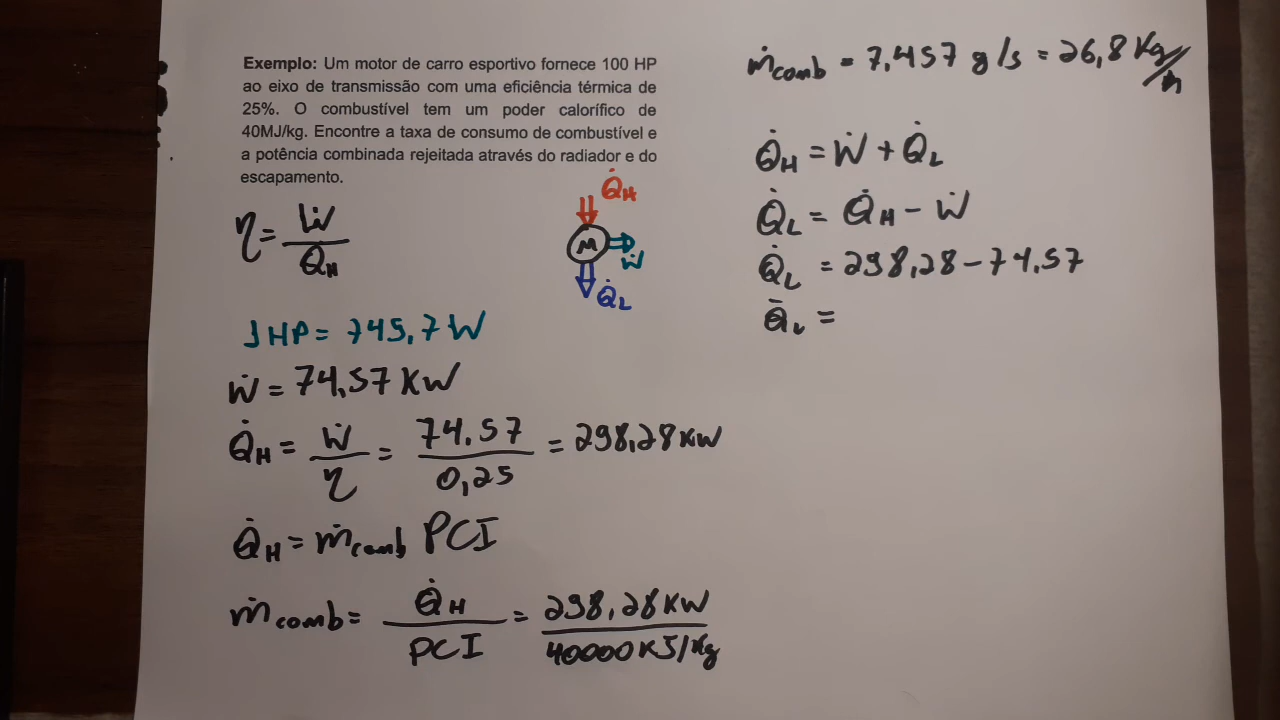 Exemplo: Um motor de carro esportivo fornece 100 HP
ao eixo de transmissão com uma eficiência térmica de
25%. O combustível tem um poder calorífico de
40MJ/kg. Encontre a taxa de consumo de combustível e
a potência combinada rejeitada através do radiador e do
escapamento.
η = Ẇ / Q̇H
Q̇H
M
Ẇ
Q̇L
1HP = 745,7 W
Ẇ = 74,57 KW
Q̇H = Ẇ / η = 74.57 / 0,25 = 298,28 KW
Q̇H = ṁcomb PCI
ṁcomb = Q̇H / PCI = 298,28 KW / 40000 KJ/Kg
ṁcomb = 7,457 g/s = 26,8 Kg/h
Q̇H = Ẇ + Q̇L
Q̇L = Q̇H - Ẇ
Q̇L = 298,28 - 74,57
Q̇L =